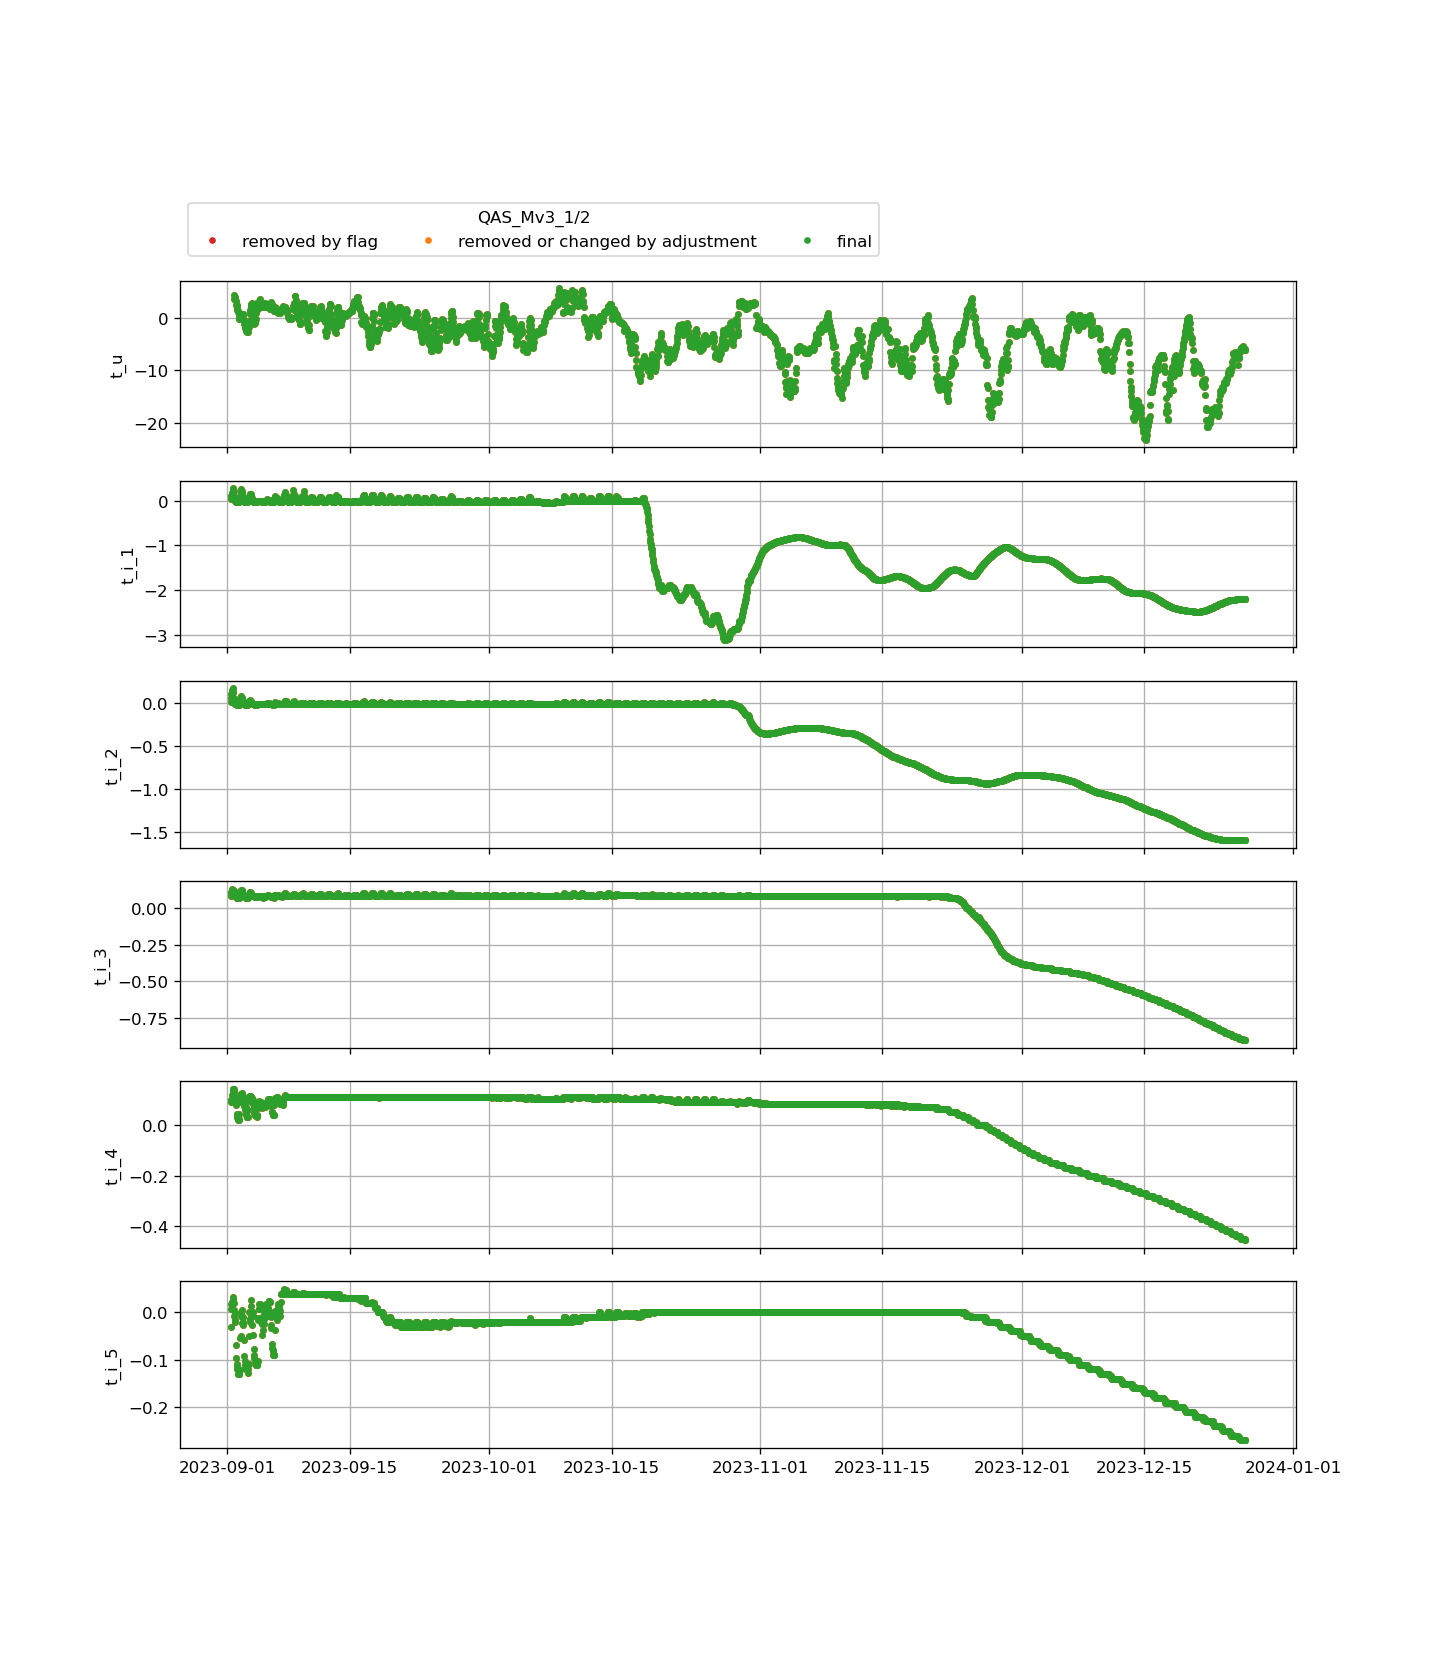 QAS_Mv3_1/2
removed by flag removed or changed by adjustment final
0
−10
−20
t_u
0
−1
−2
−3
t_i_1
0.0
−0.5
−1.0
−1.5
t_i_2
0.00
−0.25
−0.50
−0.75
t_i_3
0.0
−0.2
−0.4
t_i_4
0.0
−0.1
−0.2
t_i_5
2023-09-01 2023-09-15 2023-10-01 2023-10-15 2023-11-01 2023-11-15 2023-12-01 2023-12-15 2024-01-01